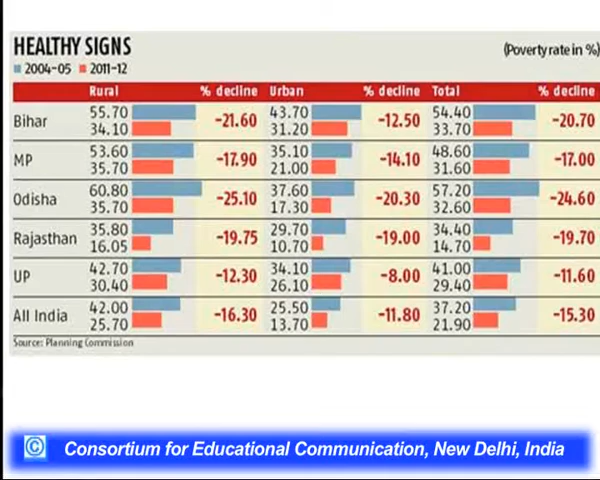 HEALTHY SIGNS
(Poverty rate in %)
2004-05 2011-12
Rural % decline Urban % decline Total % decline
Bihar 55.70 34.10 -21.60 43.70 31.20 -12.50 54.40 33.70 -20.70
MP 53.60 35.70 -17.90 35.10 21.00 -14.10 48.60 31.60 -17.00
Odisha 60.80 35.70 -25.10 37.60 17.30 -20.30 57.20 32.60 -24.60
Rajasthan 35.80 16.05 -19.75 29.70 10.70 -19.00 34.40 14.70 -19.70
UP 42.70 30.40 -12.30 34.10 26.10 -8.00 41.00 29.40 -11.60
All India 42.00 25.70 -16.30 25.50 13.70 -11.80 37.20 21.90 -15.30
Source: Planning Commission
© Consortium for Educational Communication, New Delhi, India